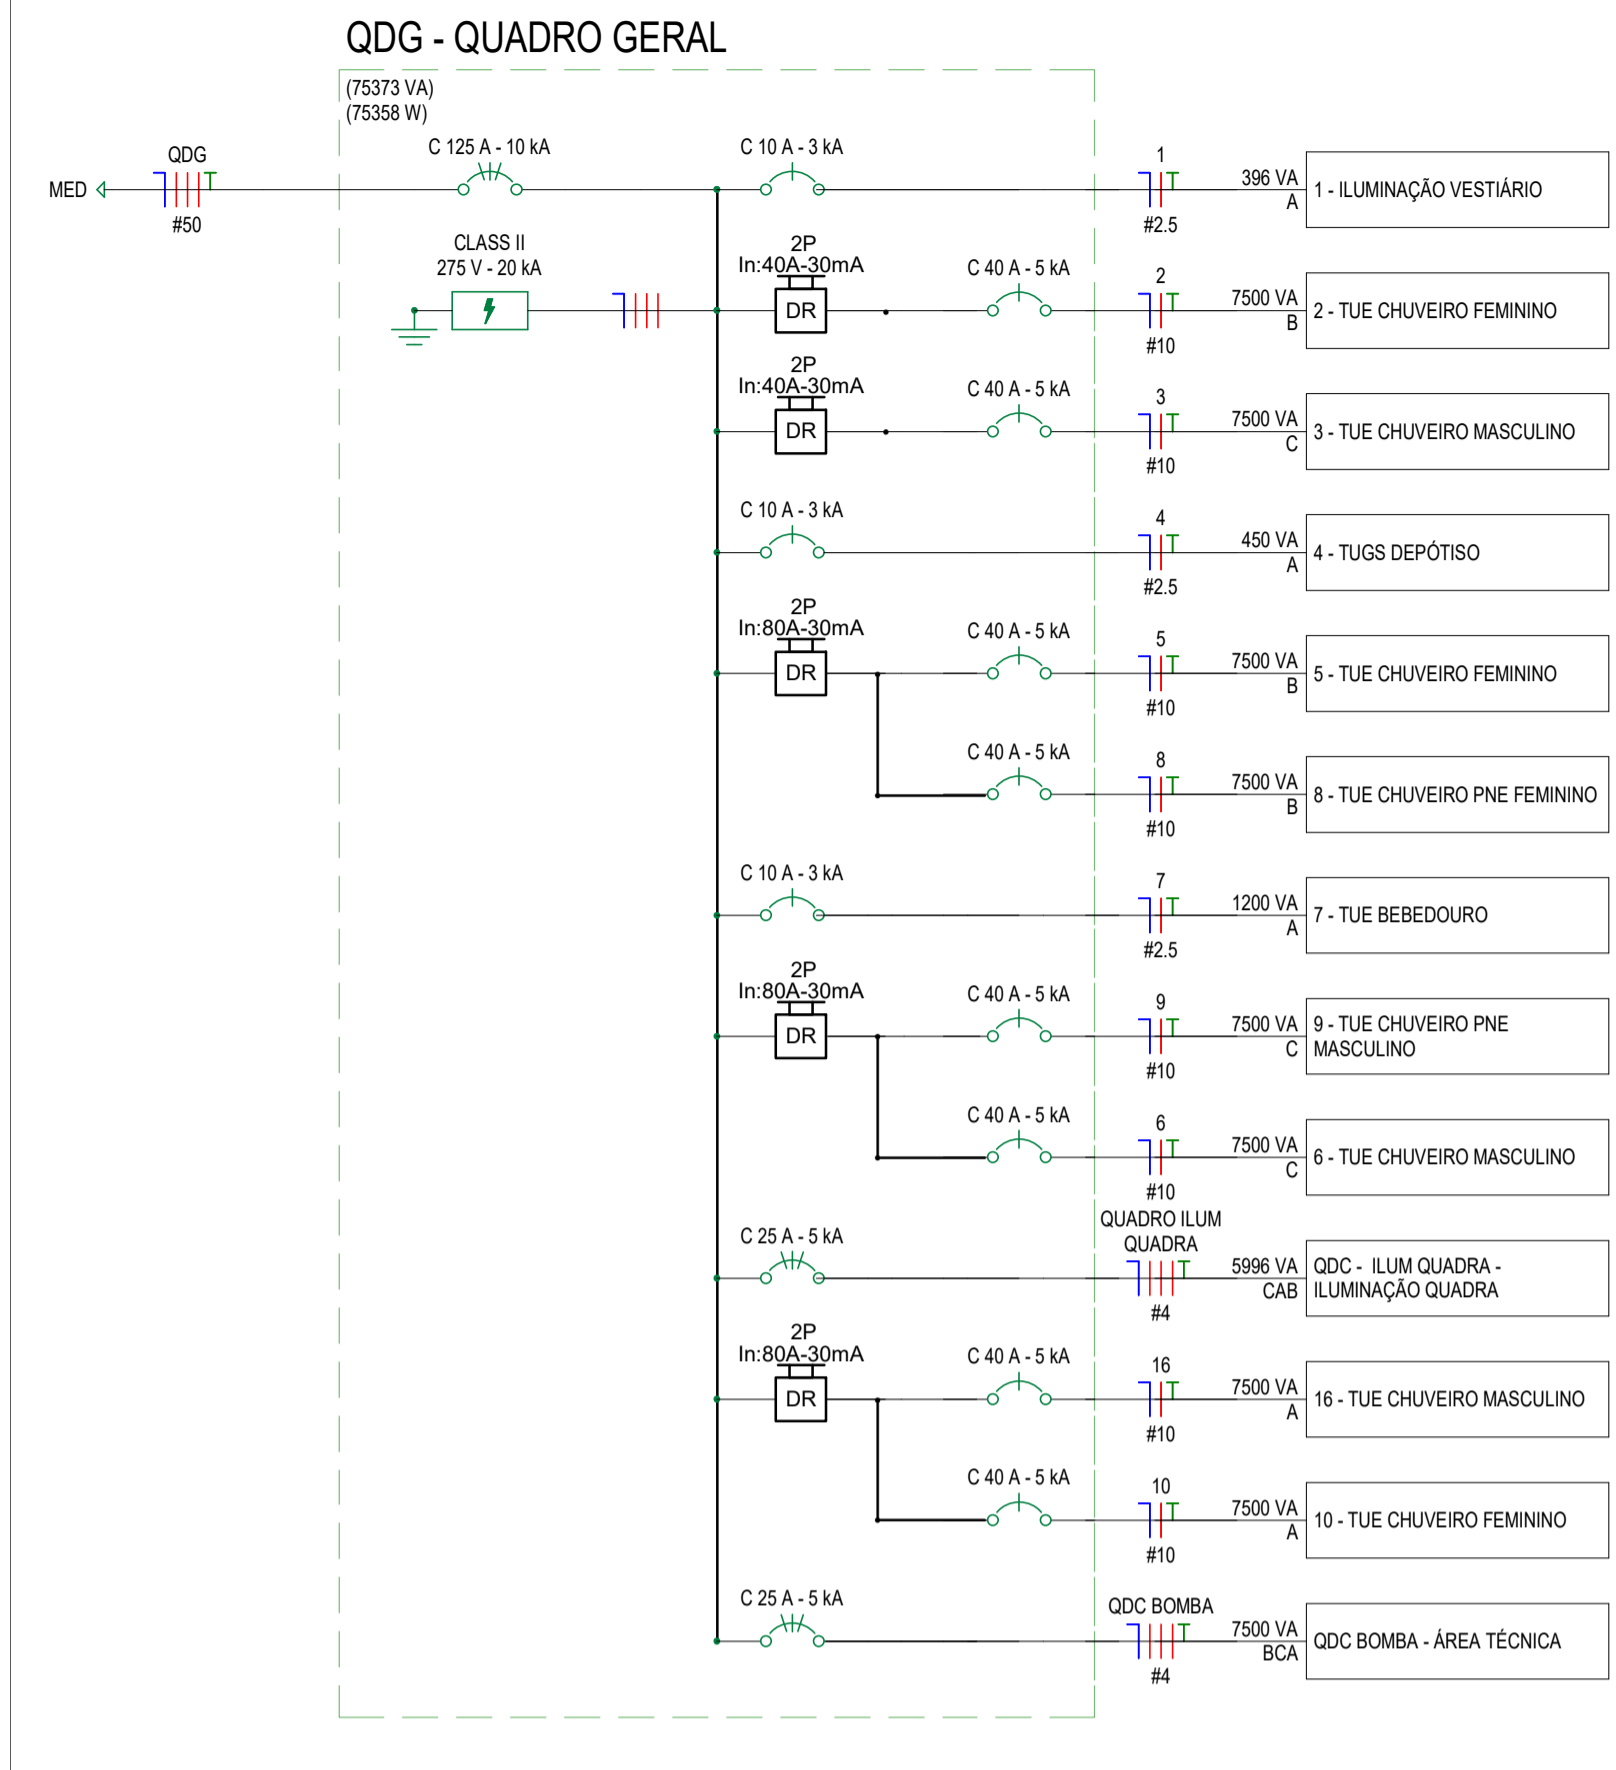 QDG - QUADRO GERAL
(75373 VA)
(75358 W)
MED
QDG
#50
C 125 A - 10 kA
CLASS II
275 V - 20 kA
C 10 A - 3 kA
1
#2.5
396 VA
A
1 - ILUMINAÇÃO VESTIÁRIO
2P
In:40A-30mA
DR
C 40 A - 5 kA
2
#10
7500 VA
B
2 - TUE CHUVEIRO FEMININO
2P
In:40A-30mA
DR
C 40 A - 5 kA
3
#10
7500 VA
C
3 - TUE CHUVEIRO MASCULINO
C 10 A - 3 kA
4
#2.5
450 VA
A
4 - TUGS DEPÓTISO
2P
In:80A-30mA
DR
C 40 A - 5 kA
5
#10
7500 VA
B
5 - TUE CHUVEIRO FEMININO
C 40 A - 5 kA
8
#10
7500 VA
B
8 - TUE CHUVEIRO PNE FEMININO
C 10 A - 3 kA
7
#2.5
1200 VA
A
7 - TUE BEBEDOURO
2P
In:80A-30mA
DR
C 40 A - 5 kA
9
#10
7500 VA
C
9 - TUE CHUVEIRO PNE
MASCULINO
C 40 A - 5 kA
6
#10
7500 VA
C
6 - TUE CHUVEIRO MASCULINO
C 25 A - 5 kA
QUADRO ILUM
QUADRA
#4
5996 VA
CAB
QDC -  ILUM QUADRA -
ILUMINAÇÃO QUADRA
2P
In:80A-30mA
DR
C 40 A - 5 kA
16
#10
7500 VA
A
16 - TUE CHUVEIRO MASCULINO
C 40 A - 5 kA
10
#10
7500 VA
A
10 - TUE CHUVEIRO FEMININO
C 25 A - 5 kA
QDC BOMBA
#4
7500 VA
BCA
QDC BOMBA - ÁREA TÉCNICA